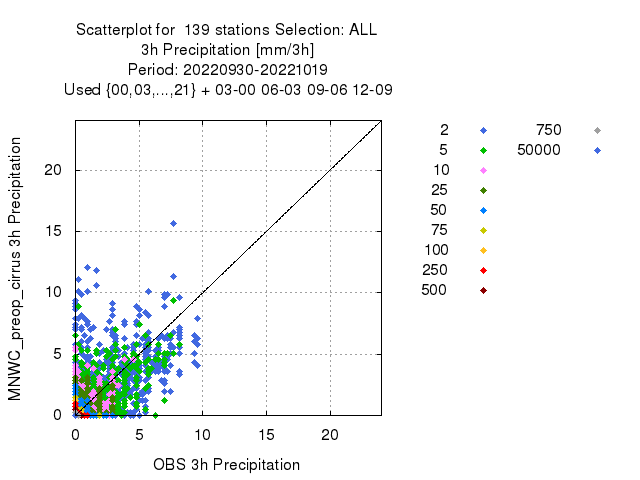 Scatterplot for 139 stations Selection: ALL
3h Precipitation [mm/3h]
Period: 20220930-20221019
Used {00,03,...,21} + 03-00 06-03 09-06 12-09
MNWC_preop_cirrus 3h Precipitation
20
15
10
5
0
0 5 10 15 20
OBS 3h Precipitation
2 750
5 50000
10
25
50
75
100
250
500